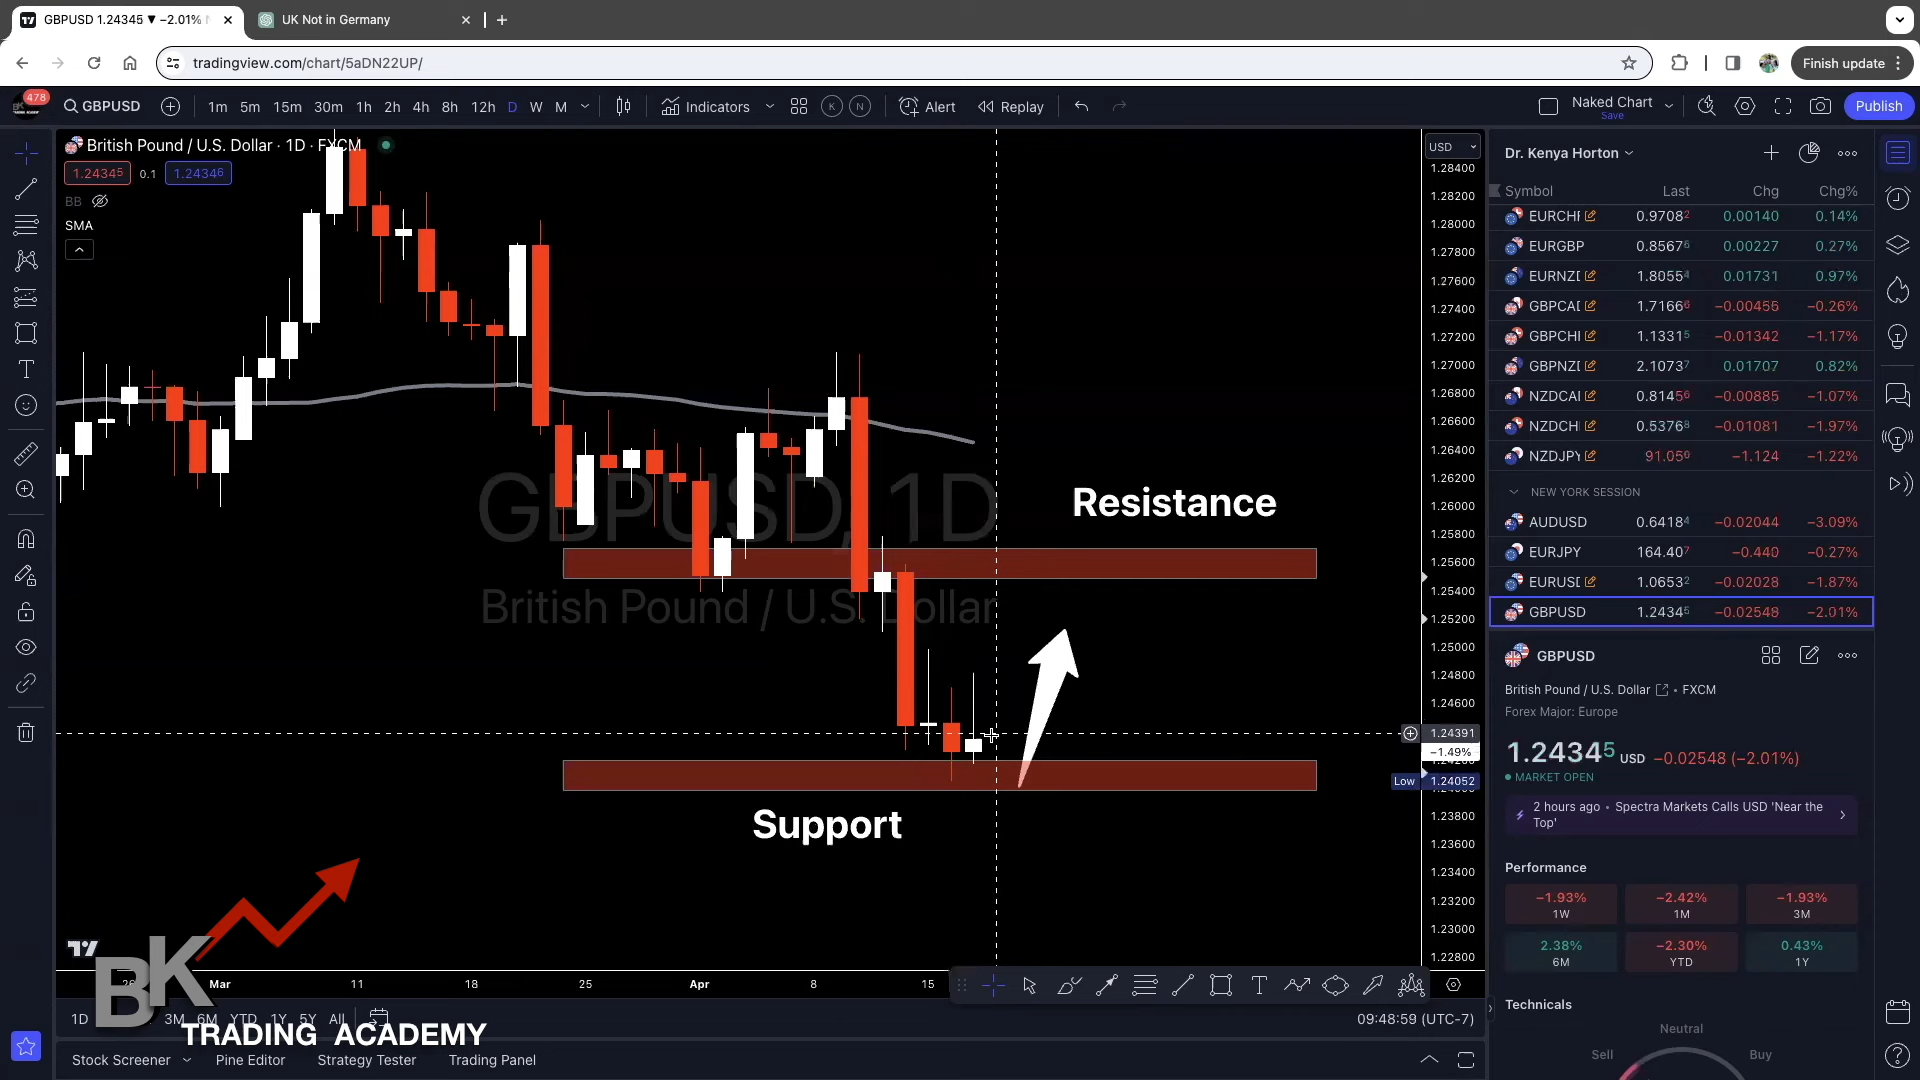 GBPUSD 1.24345 ▼ −2.01% N
UK Not in Germany
tradingview.com/chart/5aDN22UP/
Finish update
478
GBPUSD
1m 5m 15m 30m 1h 2h 4h 8h 12h D W M
Indicators
K N
Alert
Replay
Naked Chart
Save
Publish
British Pound / U.S. Dollar · 1D · FXCM
1.24345 0.1 1.24346
BB
SMA
GBPUSD, 1D
British Pound / U.S. Dollar
Resistance
Support
USD
1.28400
1.28200
1.28000
1.27800
1.27600
1.27400
1.27200
1.27000
1.26800
1.26600
1.26400
1.26200
1.26000
1.25800
1.25600
1.25400
1.25200
1.25000
1.24800
1.24600
1.24391
−1.49%
Low 1.24052
1.23800
1.23600
1.23400
1.23200
1.23000
1.22800
Mar 11 18 25 Apr 8 15
1D 3M 6M YTD 1Y 5Y All
09:48:59 (UTC-7)
BK
TRADING ACADEMY
Stock Screener Pine Editor Strategy Tester Trading Panel
Dr. Kenya Horton
Symbol Last Chg Chg%
EURCHF 0.97082 0.00140 0.14%
EURGBP 0.85676 0.00227 0.27%
EURNZD 1.80554 0.01731 0.97%
GBPCAD 1.71666 −0.00455 −0.26%
GBPCHF 1.13315 −0.01342 −1.17%
GBPNZD 2.10737 0.01707 0.82%
NZDCAD 0.81456 −0.00885 −1.07%
NZDCHF 0.53768 −0.01081 −1.97%
NZDJPY 91.056 −1.124 −1.22%
NEW YORK SESSION
AUDUSD 0.64184 −0.02044 −3.09%
EURJPY 164.407 −0.440 −0.27%
EURUSD 1.06532 −0.02028 −1.87%
GBPUSD 1.24345 −0.02548 −2.01%
GBPUSD
British Pound / U.S. Dollar • FXCM
Forex Major: Europe
1.24345 USD −0.02548 (−2.01%)
MARKET OPEN
2 hours ago • Spectra Markets Calls USD 'Near the
Top'
Performance
−1.93% −2.42% −1.93%
1W 1M 3M
2.38% −2.30% 0.43%
6M YTD 1Y
Technicals
Neutral
Sell Buy